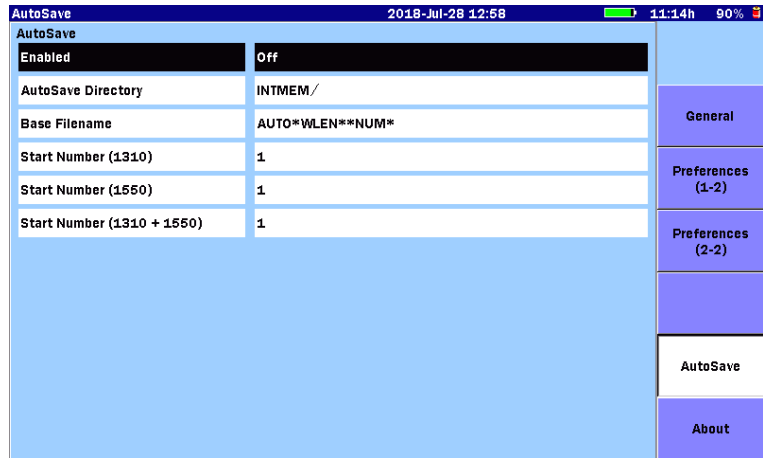 AutoSave 2018-Jul-28 12:58 11:14h 90%
AutoSave
Enabled Off
AutoSave Directory INTMEM/
Base Filename AUTO*WLEN**NUM*
Start Number (1310) 1
Start Number (1550) 1
Start Number (1310 + 1550) 1
General
Preferences
(1-2)
Preferences
(2-2)
AutoSave
About